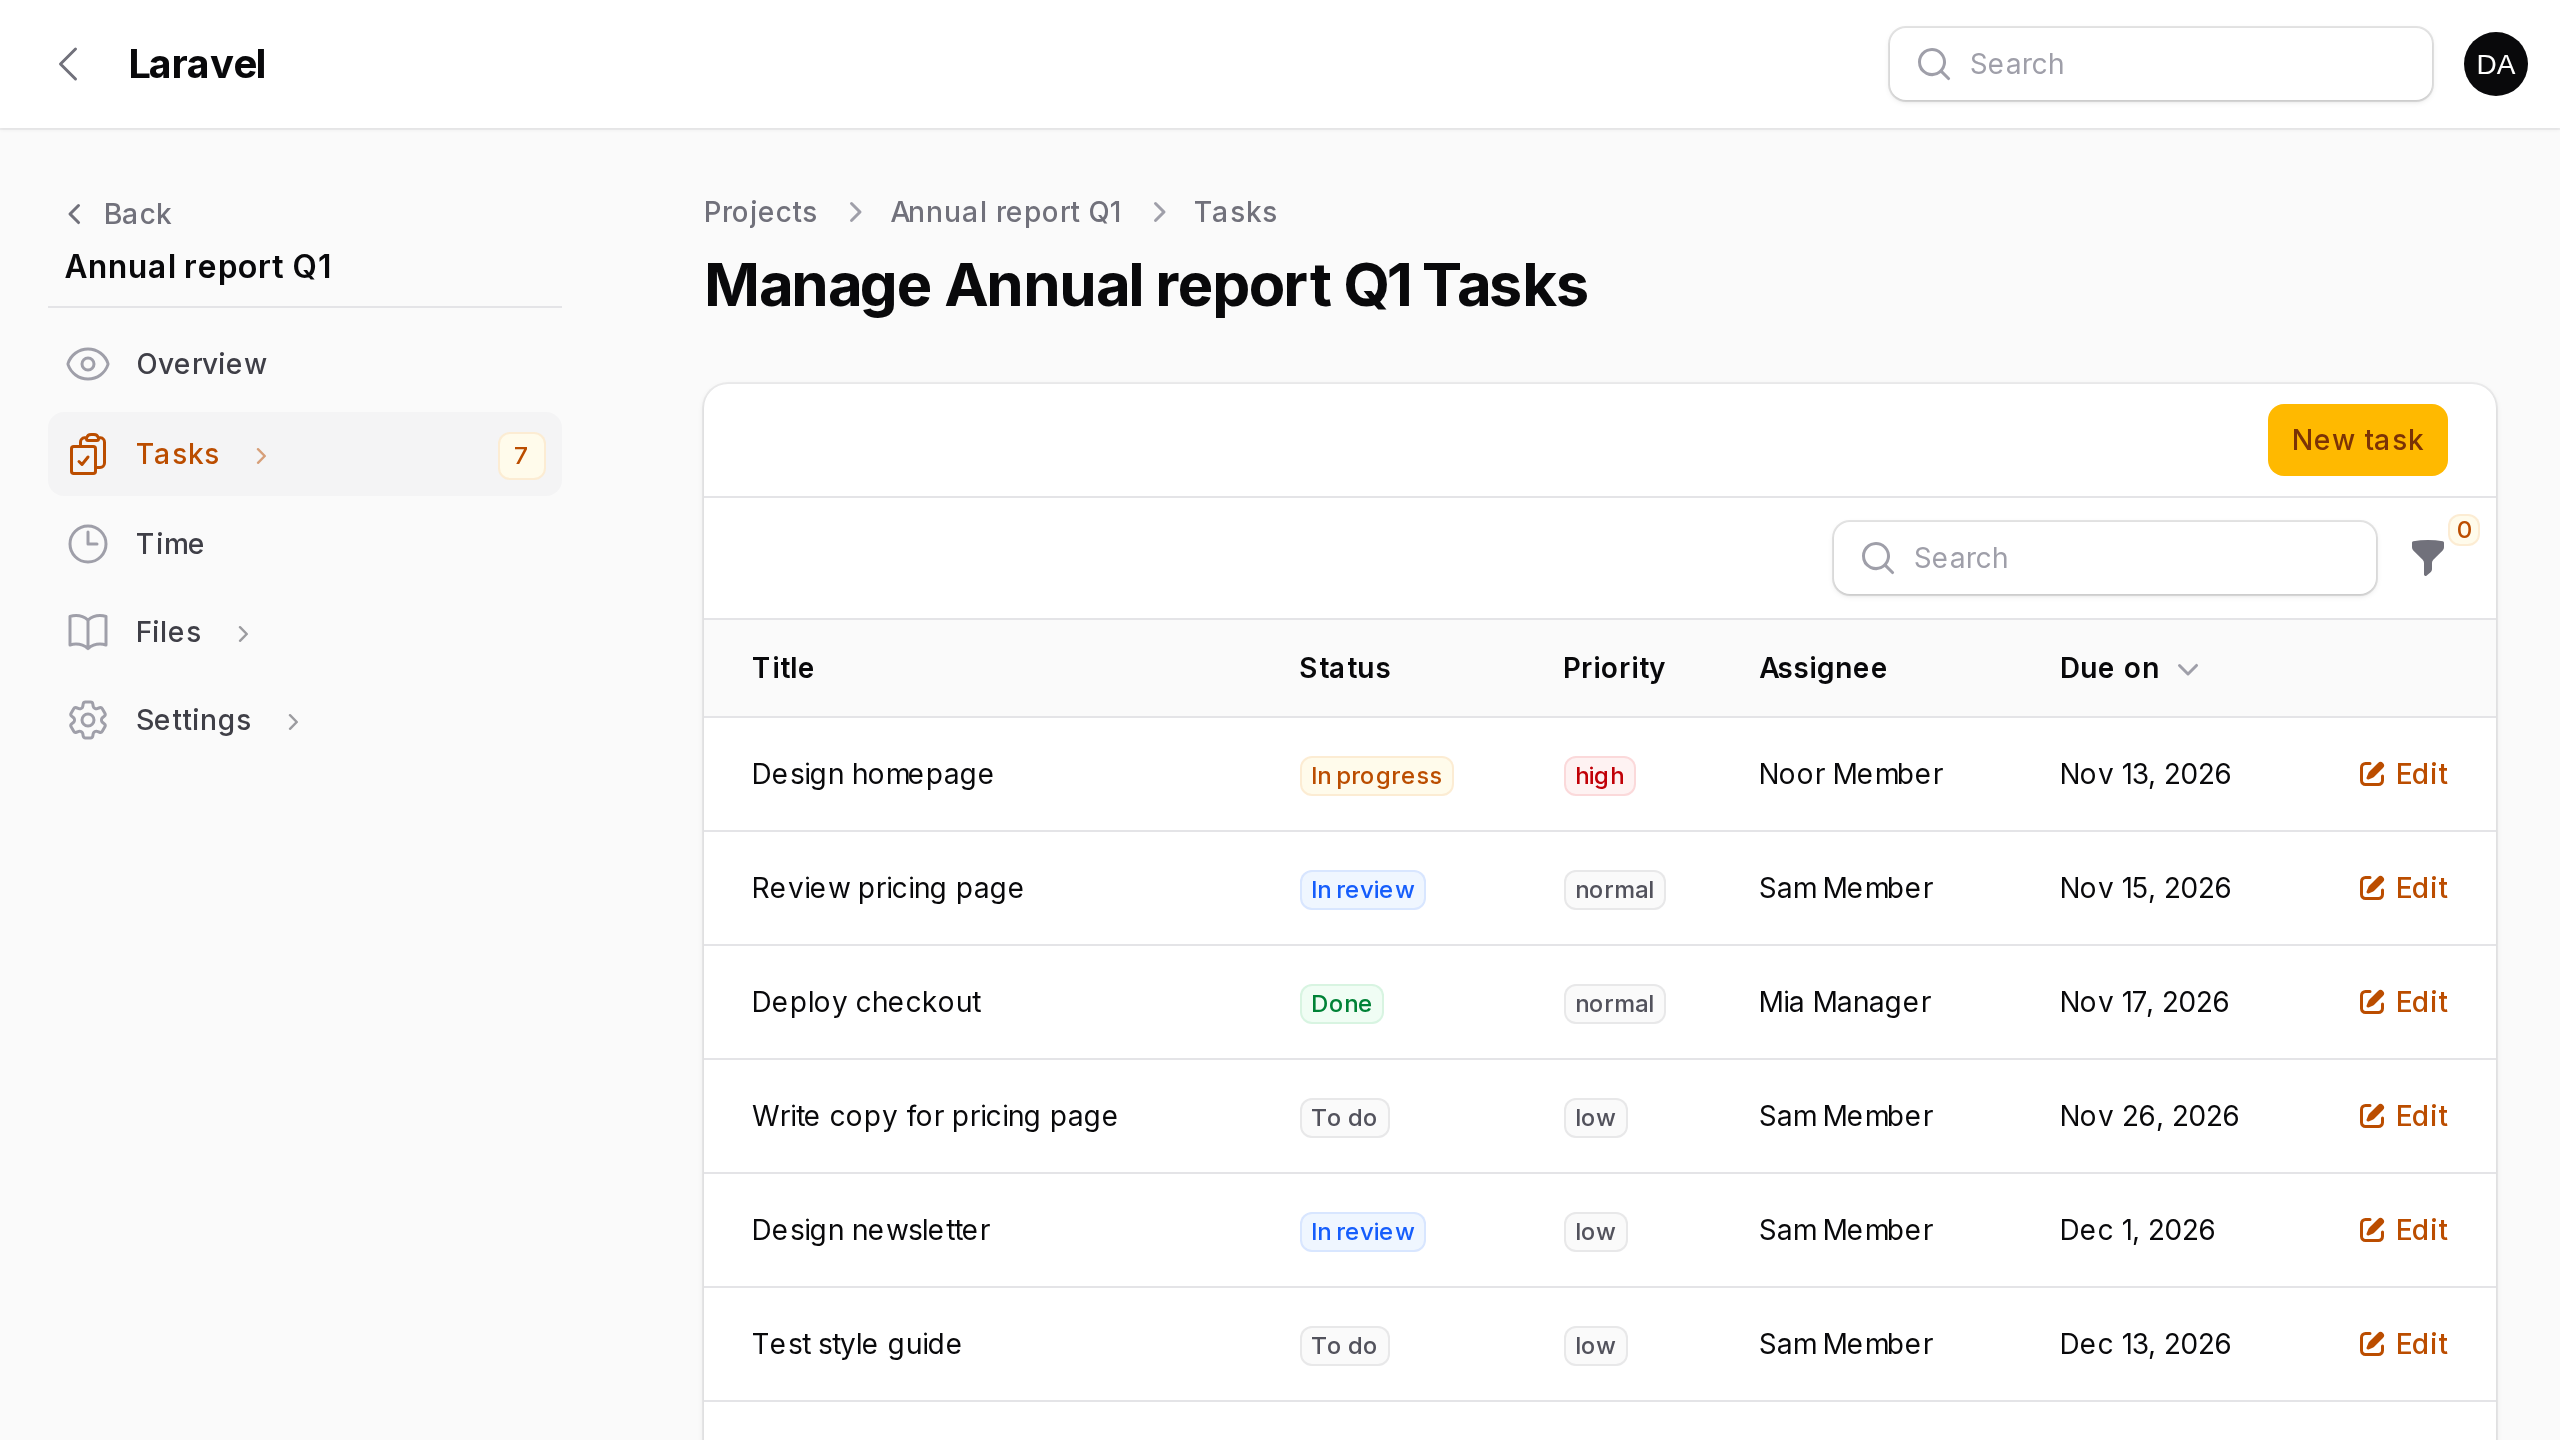 Laravel
Search
DA
Back
Annual report Q1
Overview
Tasks
7
Time
Files
Settings
Projects
Annual report Q1
Tasks
Manage Annual report Q1 Tasks
New task
Search
0
Title Status Priority Assignee Due on
Design homepage In progress high Noor Member Nov 13, 2026 Edit
Review pricing page In review normal Sam Member Nov 15, 2026 Edit
Deploy checkout Done normal Mia Manager Nov 17, 2026 Edit
Write copy for pricing page To do low Sam Member Nov 26, 2026 Edit
Design newsletter In review low Sam Member Dec 1, 2026 Edit
Test style guide To do low Sam Member Dec 13, 2026 Edit